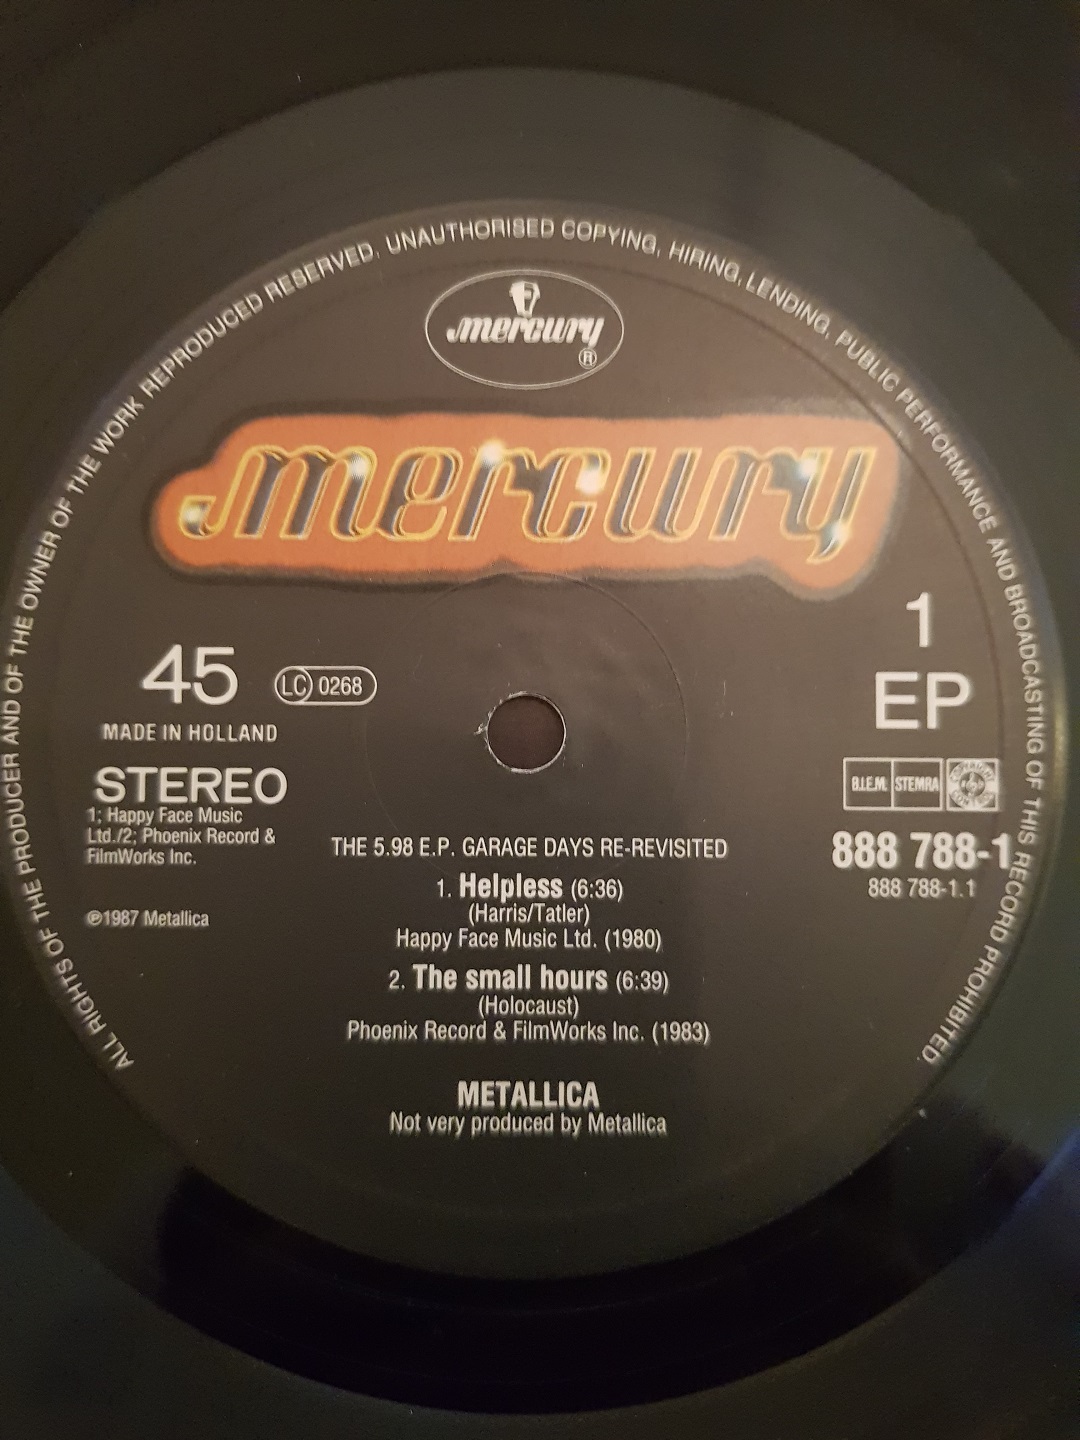 ALL RIGHTS OF THE PRODUCER AND OF THE OWNER OF THE WORK REPRODUCED RESERVED. UNAUTHORISED COPYING, HIRING, LENDING, PUBLIC PERFORMANCE AND BROADCASTING OF THIS RECORD PROHIBITED.
mercury
®
mercury
1
EP
45
LC 0268
MADE IN HOLLAND
STEREO
1; Happy Face Music
Ltd./2; Phoenix Record &
FilmWorks Inc.
℗1987 Metallica
B.I.E.M. STEMRA
888 788-1
888 788-1.1
THE 5.98 E.P. GARAGE DAYS RE-REVISITED
1. Helpless (6:36)
(Harris/Tatler)
Happy Face Music Ltd. (1980)
2. The small hours (6:39)
(Holocaust)
Phoenix Record & FilmWorks Inc. (1983)
METALLICA
Not very produced by Metallica